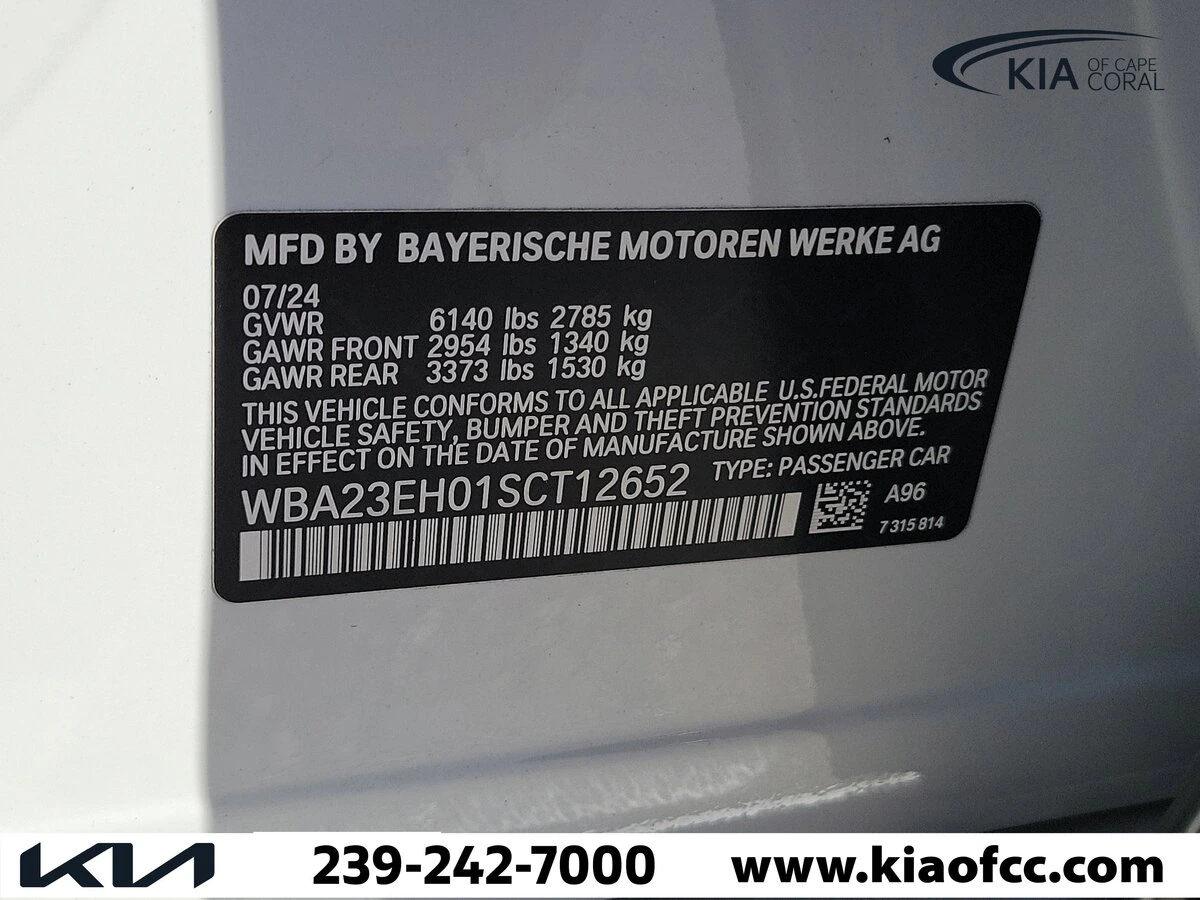 KIA OF CAPE CORAL
MFD BY BAYERISCHE MOTOREN WERKE AG
07/24
GVWR 6140 lbs 2785 kg
GAWR FRONT 2954 lbs 1340 kg
GAWR REAR 3373 lbs 1530 kg
THIS VEHICLE CONFORMS TO ALL APPLICABLE U.S.FEDERAL MOTOR
VEHICLE SAFETY, BUMPER AND THEFT PREVENTION STANDARDS
IN EFFECT ON THE DATE OF MANUFACTURE SHOWN ABOVE.
WBA23EH01SCT12652 TYPE: PASSENGER CAR
A96
7 315 814
KIA 239-242-7000 www.kiaofcc.com